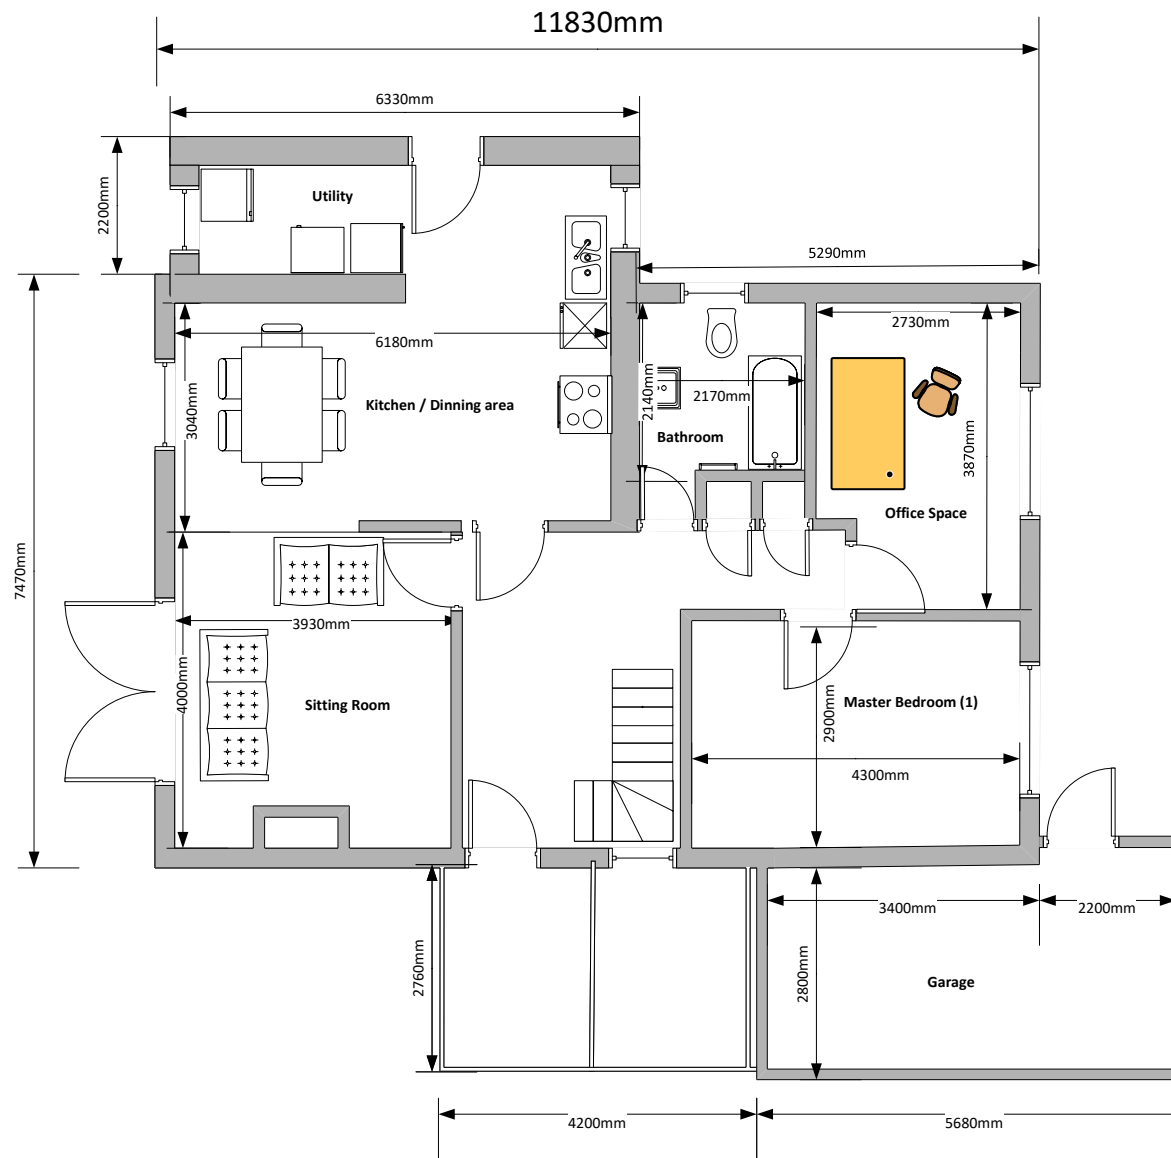 11830mm
6330mm
2200mm
Utility
5290mm
6180mm
2730mm
3040mm
Kitchen / Dinning area
2140mm
2170mm
Bathroom
3870mm
Office Space
7470mm
3930mm
4000mm
Sitting Room
2900mm
Master Bedroom (1)
4300mm
3400mm
2200mm
2760mm
2800mm
Garage
4200mm
5680mm